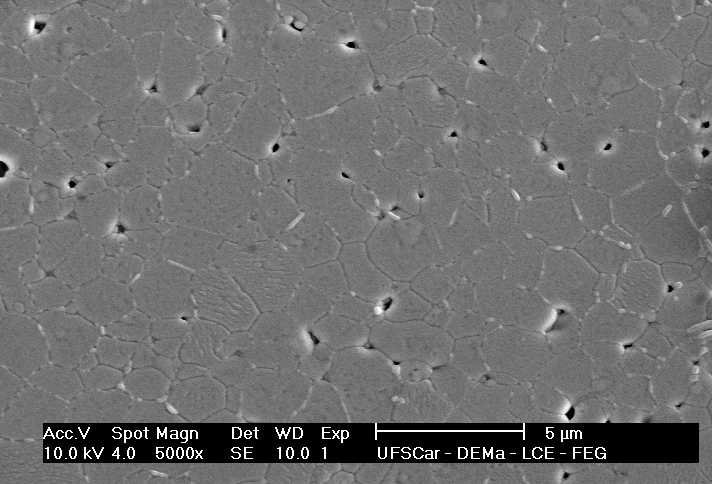 Acc.V Spot Magn Det WD Exp 5 µm
10.0 kV 4.0 5000x SE 10.0 1 UFSCar - DEMa - LCE - FEG